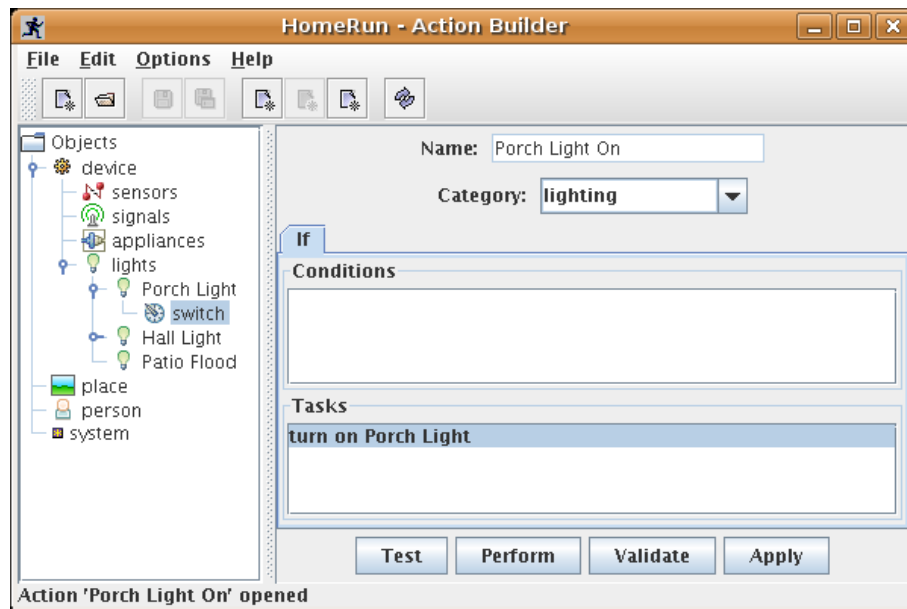 HomeRun - Action Builder
File Edit Options Help
Objects
device
sensors
signals
appliances
lights
Porch Light
switch
Hall Light
Patio Flood
place
person
system
Name: Porch Light On
Category: lighting
If
Conditions
Tasks
turn on Porch Light
Test Perform Validate Apply
Action 'Porch Light On' opened